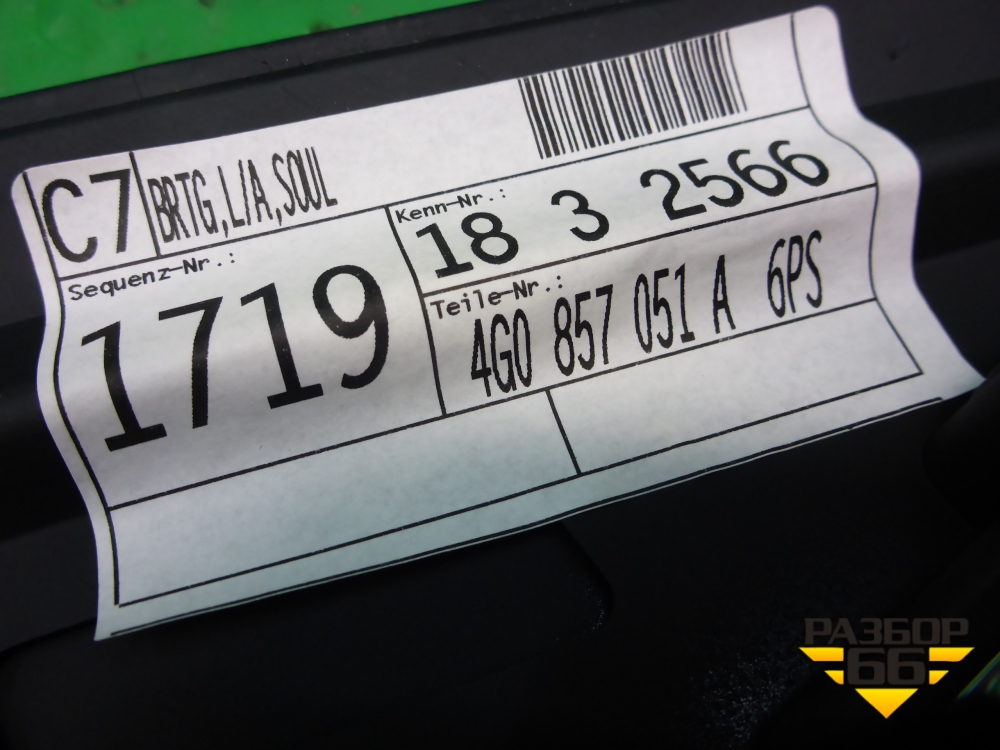 C7
BRTG,L/A,SOUL
Kenn-Nr.:
18 3 2566
Sequenz-Nr.:
1719
Teile-Nr.:
4G0 857 051 A 6PS
РАЗБОР
66